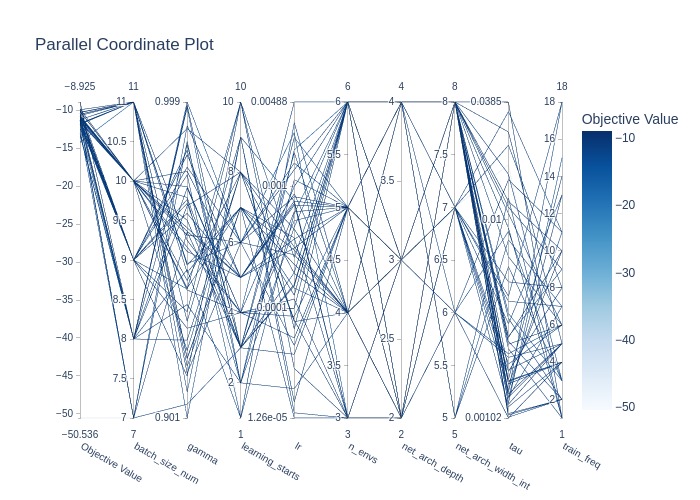 Parallel Coordinate Plot
−8.925 11 10 6 4 8 18
0.999 0.00488 0.0385
−10 11 10 6 4 8 18
10.5 8 5.5 3.5 7.5 16
−15 14
10 0.001 5 7 12
−20 9.5 6 0.01
−25 10
9 4.5 3 6.5
−30 8
−35 8.5 4 0.0001 4 6
6
−40 8 2.5
3.5 5.5 4
−45 7.5 2
2
−50 7 0.901 1.26e-05 3 2 5 0.00102
−50.536 7 1 3 2 5 1
Objective Value
batch_size_num
gamma
learning_starts
lr
n_envs
net_arch_depth
net_arch_width_int
tau
train_freq
Objective Value
−10
−20
−30
−40
−50